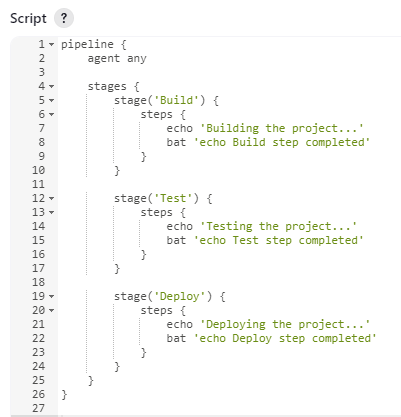 Script ?
1 pipeline {
2     agent any
3
4     stages {
5         stage('Build') {
6             steps {
7                 echo 'Building the project...'
8                 bat 'echo Build step completed'
9             }
10         }
11
12         stage('Test') {
13             steps {
14                 echo 'Testing the project...'
15                 bat 'echo Test step completed'
16             }
17         }
18
19         stage('Deploy') {
20             steps {
21                 echo 'Deploying the project...'
22                 bat 'echo Deploy step completed'
23             }
24         }
25     }
26 }
27